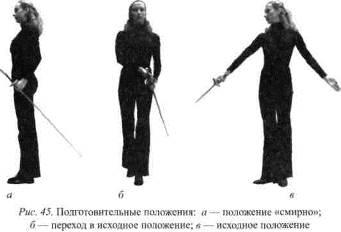 а б в
Рис. 45. Подготовительные положения: а — положение «смирно»;
б — переход в исходное положение; в — исходное положение